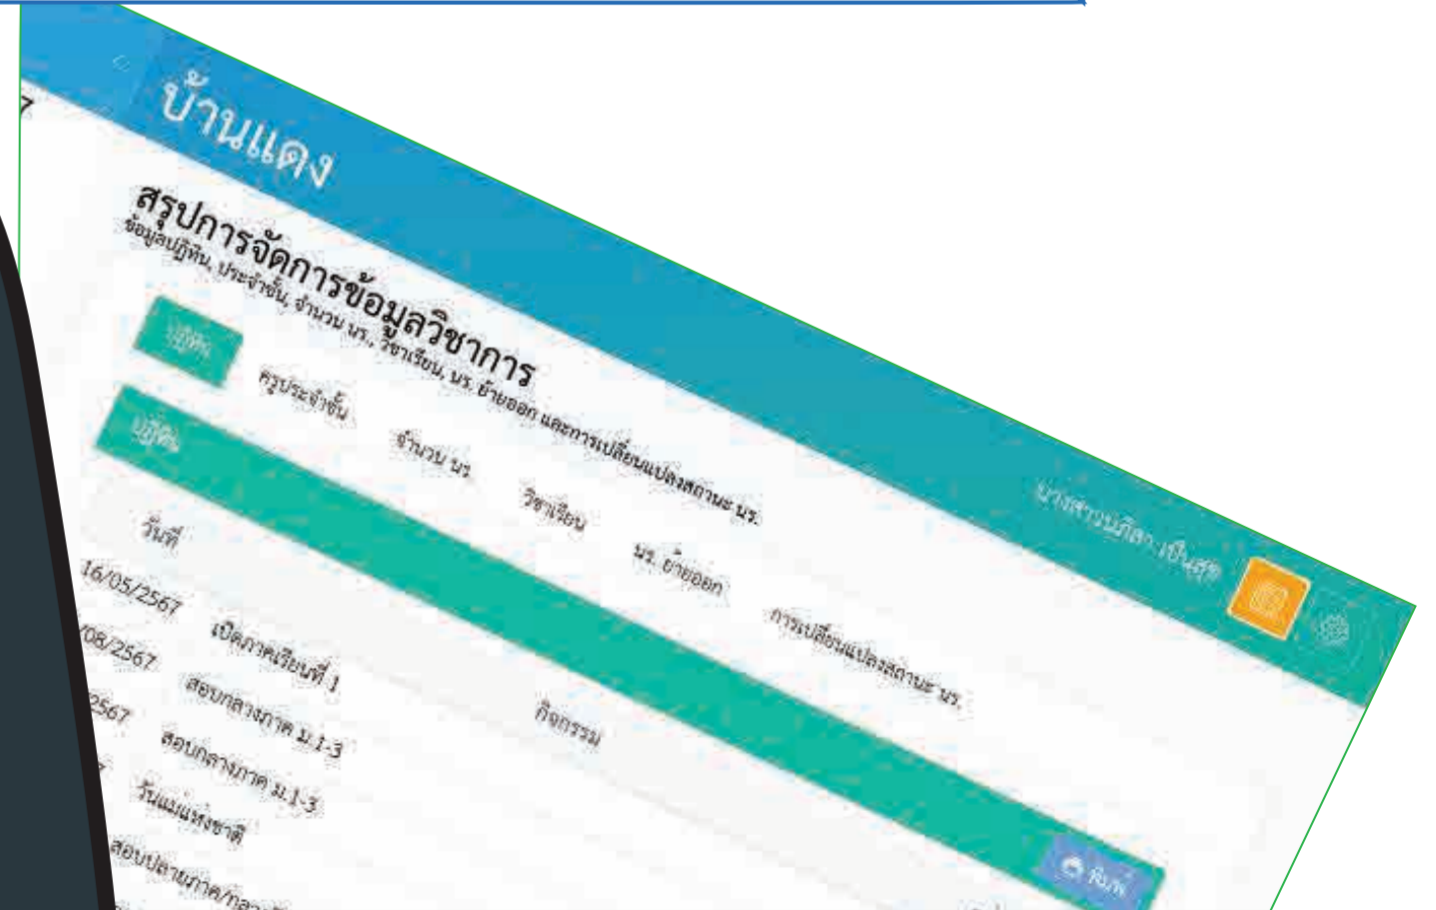 บ้านแดง
สรุปการจัดการข้อมูลวิชาการ
ข้อมูลปฏิทิน, ประจำชั้น, จำนวน นร., วิชาเรียน, นร. ย้ายออก และการเปลี่ยนแปลงสถานะ นร.
ปฏิทิน ครูประจำชั้น จำนวน นร. วิชาเรียน นร. ย้ายออก การเปลี่ยนแปลงสถานะ นร.
ปฏิทิน พิมพ์
วันที่ กิจกรรม
16/05/2567 เปิดภาคเรียนที่ 1
/08/2567 สอบกลางภาค ม.1-3
2567 สอบกลางภาค ม.1-3
7 วันแม่แห่งชาติ